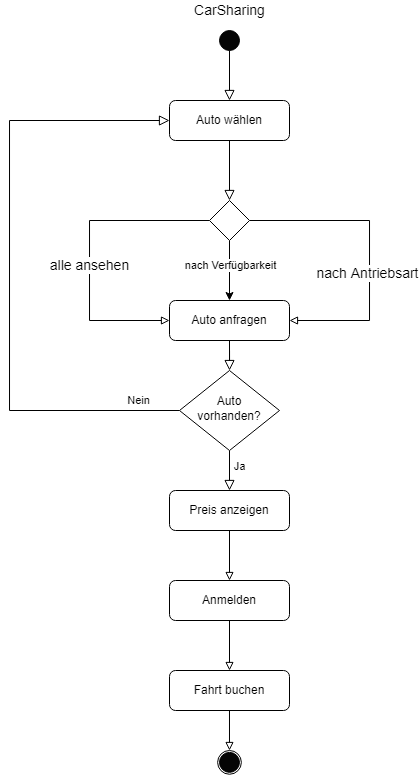 CarSharing
Auto wählen
alle ansehen
nach Verfügbarkeit
nach Antriebsart
Auto anfragen
Auto
vorhanden?
Nein
Ja
Preis anzeigen
Anmelden
Fahrt buchen